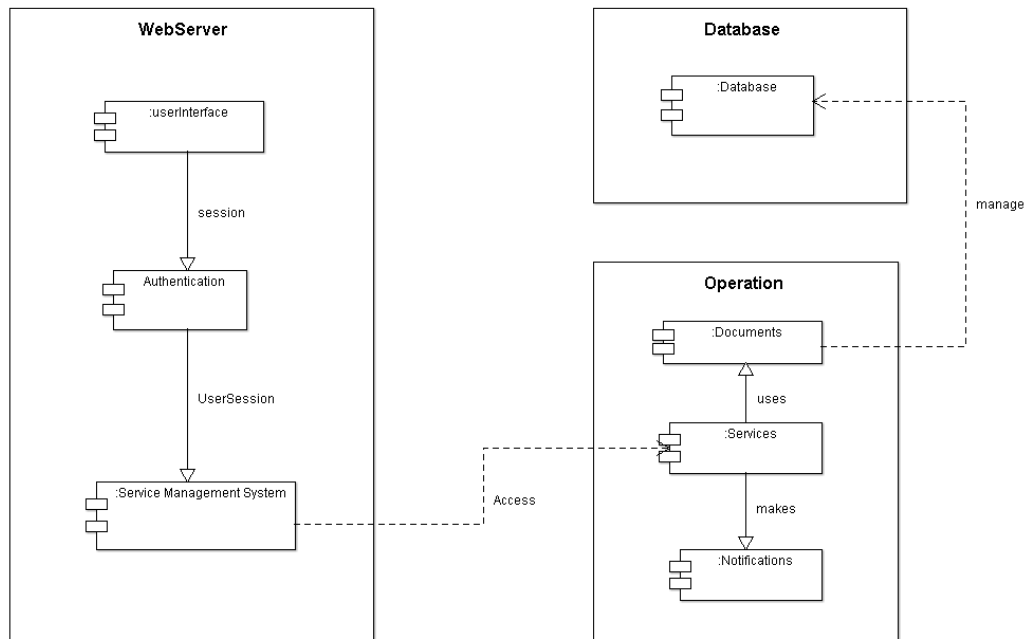 WebServer
:userInterface
session
Authentication
UserSession
:Service Management System
Access
Database
:Database
manage
Operation
:Documents
uses
:Services
makes
:Notifications